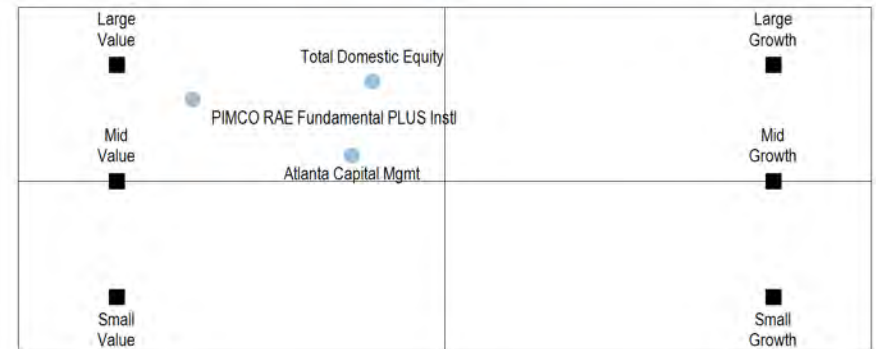 Large
Value
Large
Growth
Total Domestic Equity
PIMCO RAE Fundamental PLUS Instl
Mid
Value
Mid
Growth
Atlanta Capital Mgmt
Small
Value
Small
Growth